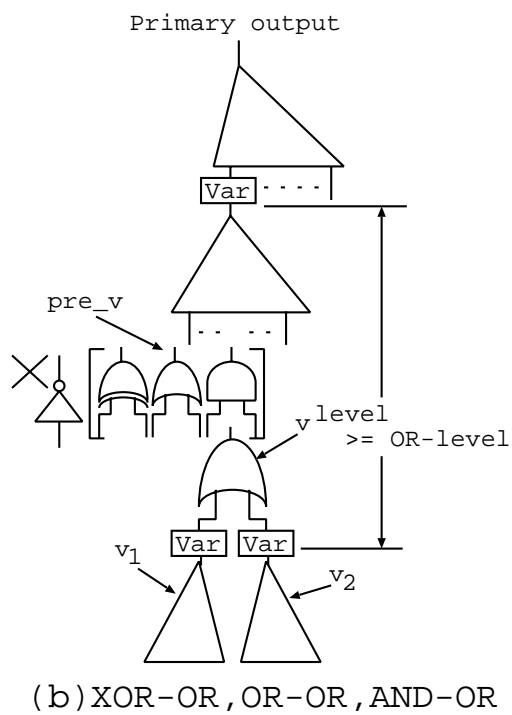 Primary output
Var
pre_v
v
level
>= OR-level
Var Var
v1
v2
(b)XOR-OR,OR-OR,AND-OR